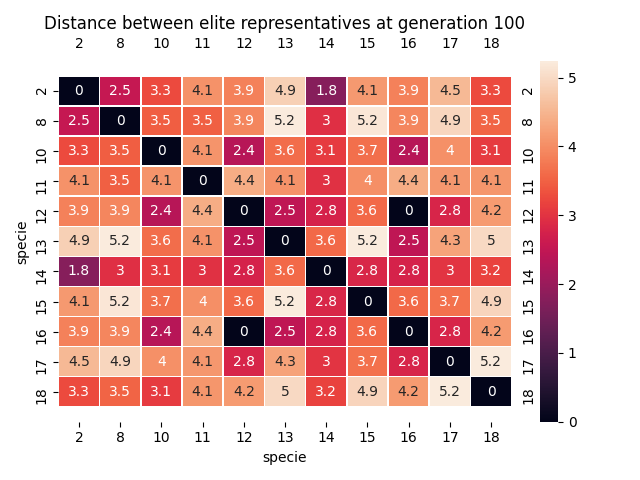 Distance between elite representatives at generation 100
2 8 10 11 12 13 14 15 16 17 18
2 0 2.5 3.3 4.1 3.9 4.9 1.8 4.1 3.9 4.5 3.3 2
8 2.5 0 3.5 3.5 3.9 5.2 3 5.2 3.9 4.9 3.5 8
10 3.3 3.5 0 4.1 2.4 3.6 3.1 3.7 2.4 4 3.1 10
11 4.1 3.5 4.1 0 4.4 4.1 3 4 4.4 4.1 4.1 11
12 3.9 3.9 2.4 4.4 0 2.5 2.8 3.6 0 2.8 4.2 12
13 4.9 5.2 3.6 4.1 2.5 0 3.6 5.2 2.5 4.3 5 13
14 1.8 3 3.1 3 2.8 3.6 0 2.8 2.8 3 3.2 14
15 4.1 5.2 3.7 4 3.6 5.2 2.8 0 3.6 3.7 4.9 15
16 3.9 3.9 2.4 4.4 0 2.5 2.8 3.6 0 2.8 4.2 16
17 4.5 4.9 4 4.1 2.8 4.3 3 3.7 2.8 0 5.2 17
18 3.3 3.5 3.1 4.1 4.2 5 3.2 4.9 4.2 5.2 0 18
2 8 10 11 12 13 14 15 16 17 18
specie
specie
5
4
3
2
1
0